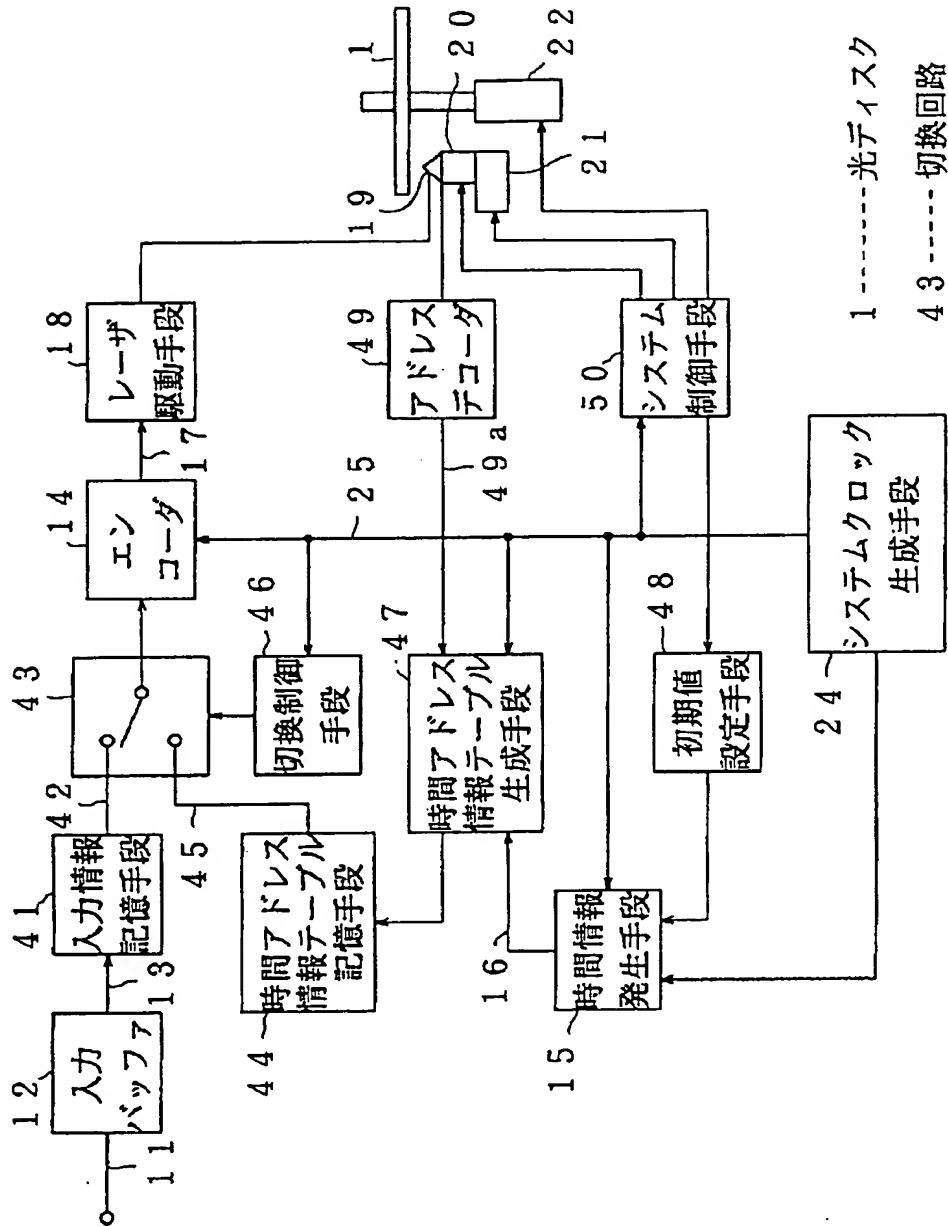 11
12
入力
バッファ
13
41
入力情報
記憶手段
42
43
45
14
エン
コーダ
17
18
レーザ
駆動手段
19
1
20
21
22
44
時間アドレス
情報テーブル
記憶手段
46
切換制御
手段
25
47
時間アドレス
情報テーブル
生成手段
49
アドレス
デコーダ
49a
16
15
時間情報
発生手段
48
初期値
設定手段
50
システム
制御手段
24
システムクロック
生成手段
1--------光ディスク
43-----切換回路